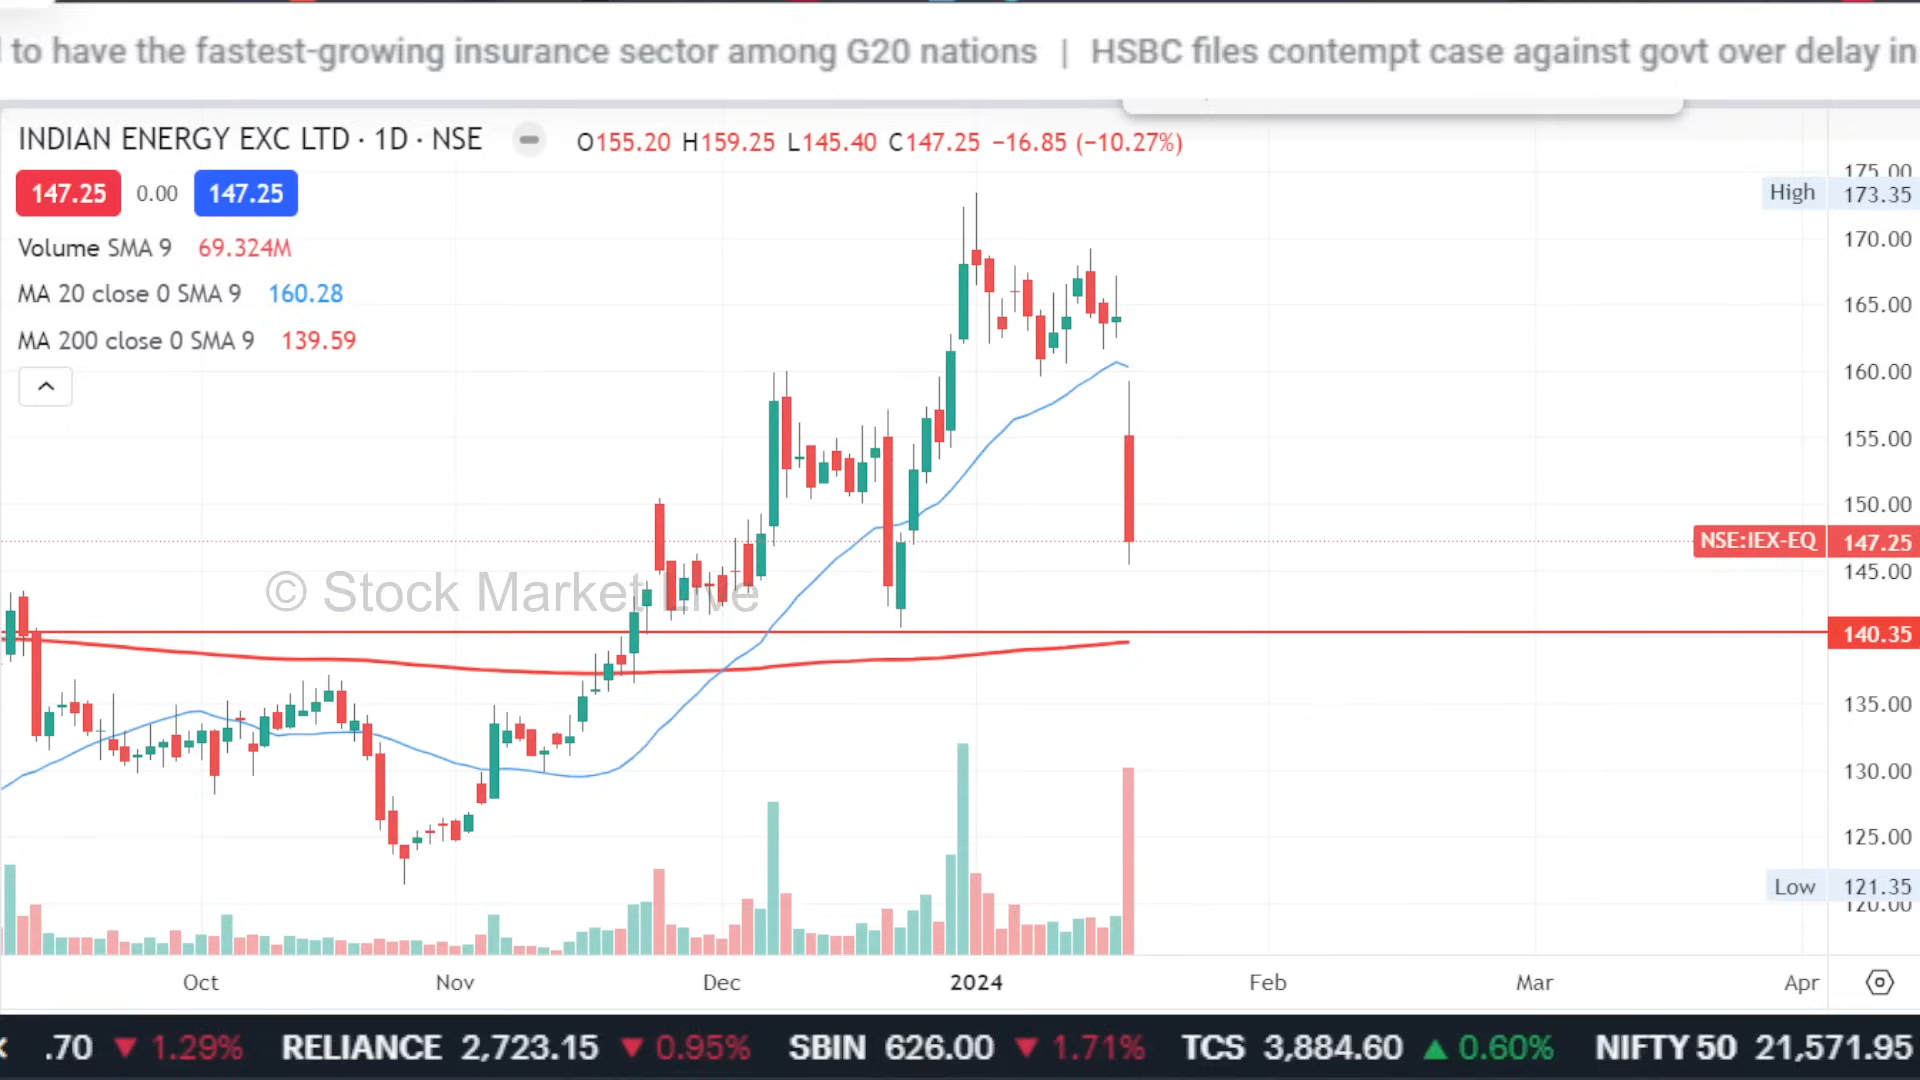 to have the fastest-growing insurance sector among G20 nations | HSBC files contempt case against govt over delay in
INDIAN ENERGY EXC LTD · 1D · NSE O155.20 H159.25 L145.40 C147.25 −16.85 (−10.27%)
147.25 0.00 147.25
Volume SMA 9 69.324M
MA 20 close 0 SMA 9 160.28
MA 200 close 0 SMA 9 139.59
175.00
High 173.35
170.00
165.00
160.00
155.00
150.00
NSE:IEX-EQ 147.25
145.00
© Stock Market Live
140.35
135.00
130.00
125.00
Low 121.35
120.00
Oct Nov Dec 2024 Feb Mar Apr
.70 ▼ 1.29% RELIANCE 2,723.15 ▼ 0.95% SBIN 626.00 ▼ 1.71% TCS 3,884.60 ▲ 0.60% NIFTY 50 21,571.95